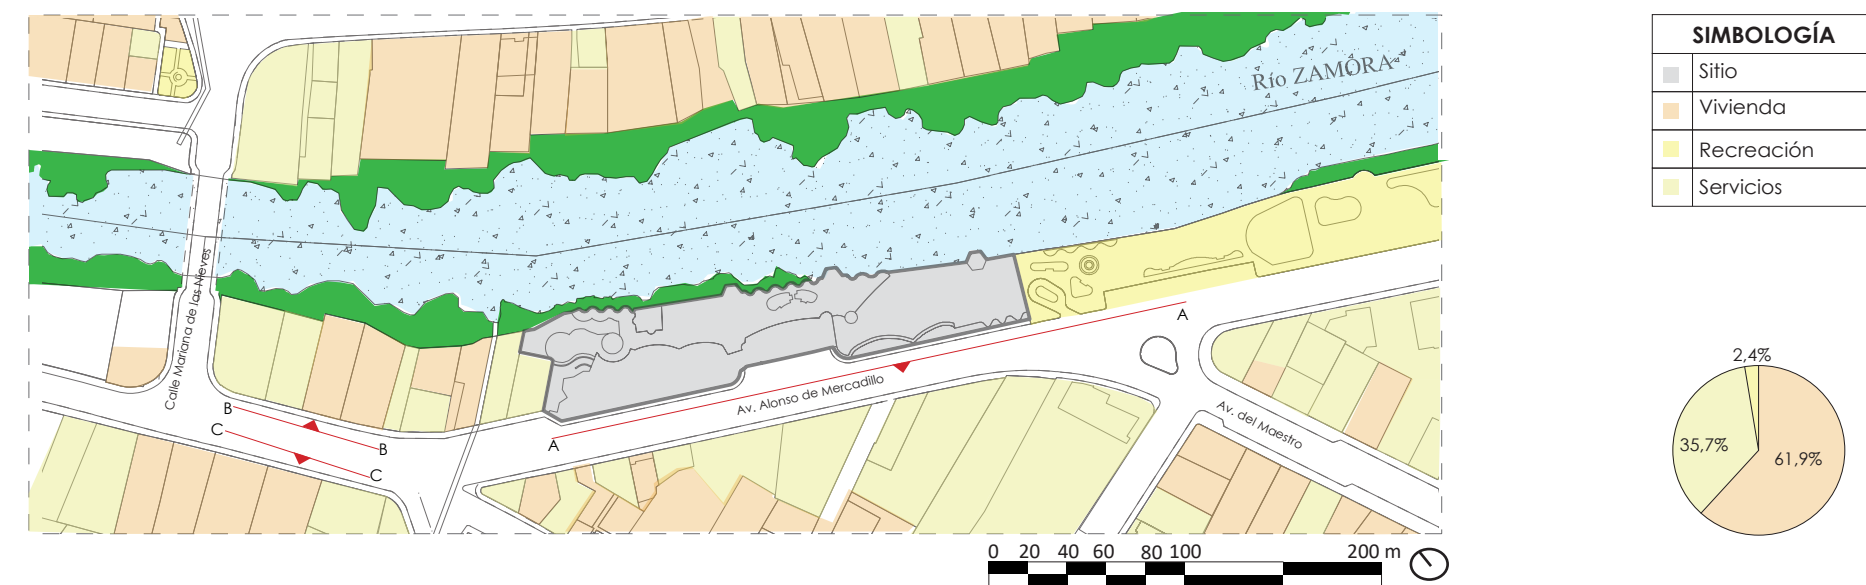 Río ZAMORA
Calle Mariana de las Nieves
B
B
C
C
A
A
Av. Alonso de Mercadillo
Av. del Maestro
0 20 40 60 80 100 200 m
SIMBOLOGÍA
Sitio
Vivienda
Recreación
Servicios
2,4%
35,7%
61,9%